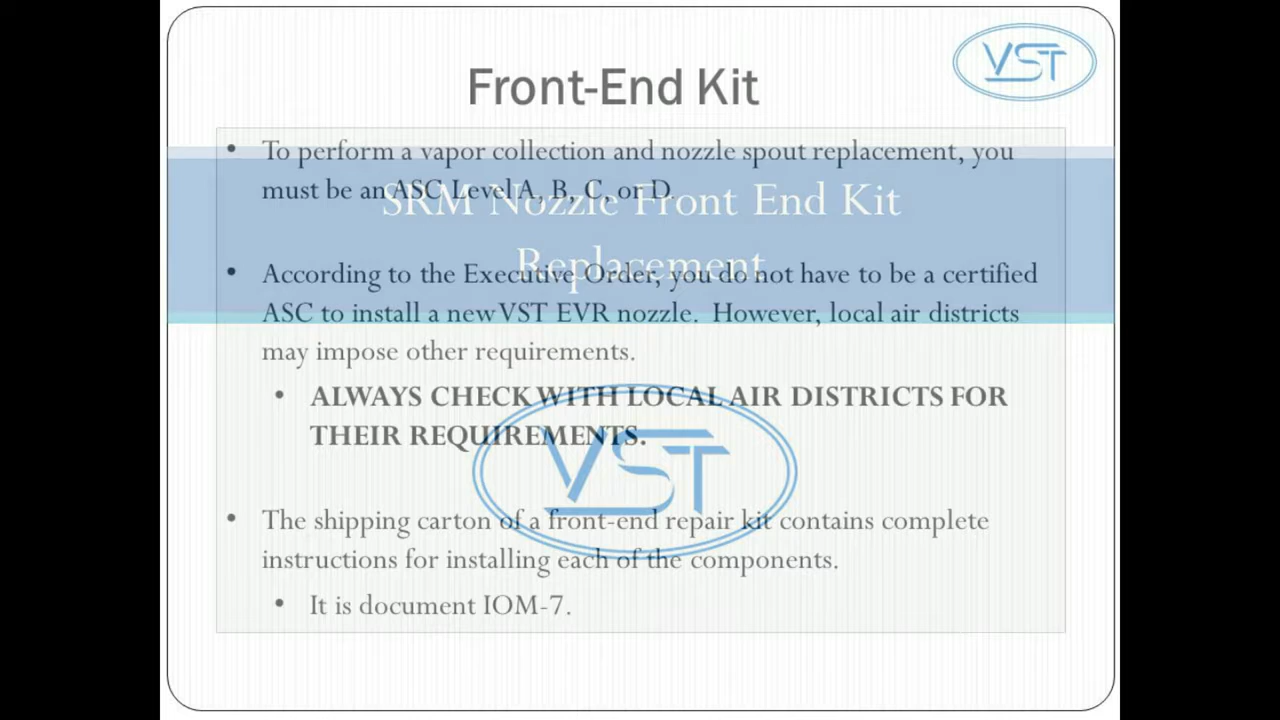 VST
Front-End Kit
• To perform a vapor collection and nozzle spout replacement, you
must be an ASC Level A, B, C, or D.
SRM Nozzle Front End Kit
Replacement
• According to the Executive Order, you do not have to be a certified
ASC to install a new VST EVR nozzle. However, local air districts
may impose other requirements.
• ALWAYS CHECK WITH LOCAL AIR DISTRICTS FOR
THEIR REQUIREMENTS.
VST
• The shipping carton of a front-end repair kit contains complete
instructions for installing each of the components.
• It is document IOM-7.